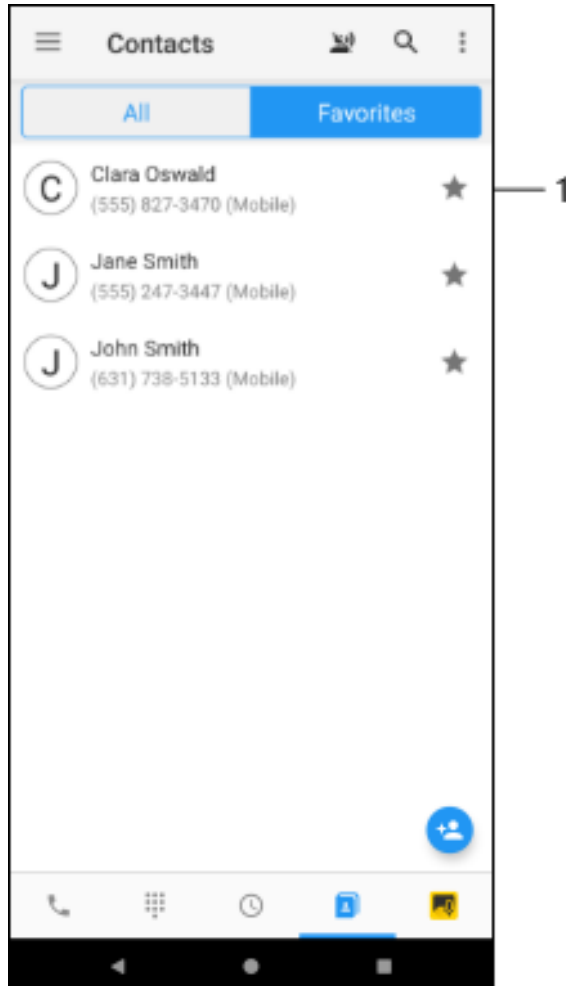 Contacts
All Favorites
C Clara Oswald
(555) 827-3470 (Mobile)
1
J Jane Smith
(555) 247-3447 (Mobile)
J John Smith
(631) 738-5133 (Mobile)